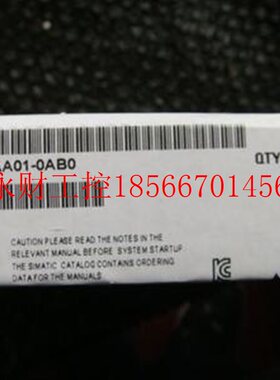 AA01-0AB0
QTY
永财工控18566701456
CAUTION PLEASE READ THE NOTES IN THE
RELEVANT MANUAL BEFORE SYSTEM STARTUP.
THE SIMATIC CATALOG CONTAINS ORDERING
DATA FOR THE MANUALS.